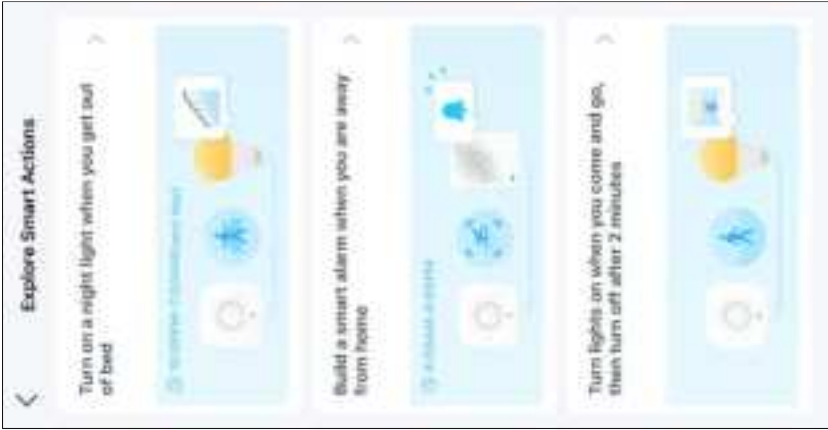 Explore Smart Actions
Turn on a night light when you get out
of bed
Build a smart alarm when you are away
from home
Turn lights on when you come and go,
then turn off after 2 minutes